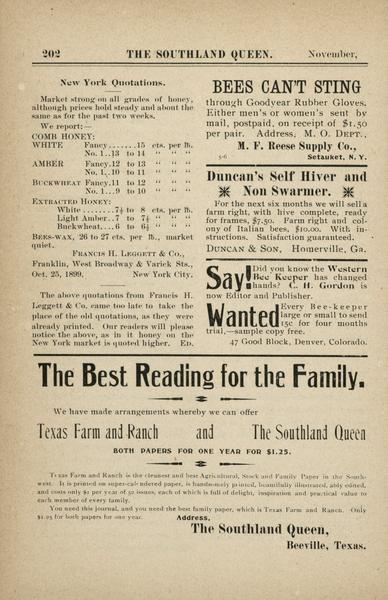 202 THE SOUTHLAND QUEEN. November,
New York Quotations.
Market strong on all grades of honey,
although prices hold steady and about the
same as for the past two weeks.
We report:—
COMB HONEY:
WHITE Fancy.......15 cts. per lb.
No. 1..13 to 14 " " "
AMBER Fancy.12 to 13 " " "
No. 1,.10 to 11 " " "
BUCKWHEAT Fancy.11 to 12 " " "
No. 1...9 to 10 " " "
EXTRACTED HONEY:
White ........7½ to 8 cts. per lb.
Light Amber..7 to 7½ " " "
Buckwheat....6 to 6½ " " "
BEES-WAX, 26 to 27 cts. per lb., market
quiet.
FRANCIS H. LEGGETT & CO.,
Franklin, West Broadway & Varick Sts.,
Oct. 25, 1899. New York City.
The above quotations from Francis H.
Leggett & Co. came too late to take the
place of the old quotations, as they were
already printed. Our readers will please
notice the above, as in it honey on the
New York market is quoted higher. ED.
BEES CAN'T STING
through Goodyear Rubber Gloves.
Either men's or women's sent by
mail, postpaid, on receipt of $1.50
per pair. Address, M. O. DEPT.,
M. F. Reese Supply Co.,
5-6 Setauket, N. Y.
Duncan's Self Hiver and
Non Swarmer.
For the next six months we will sell a
farm right, with hive complete, ready
for frames, $7.90. Farm right and col-
ony of Italian bees, $10.00. With in-
structions. Satisfaction guaranteed.
DUNCAN & SON, Homerville, Ga.
Say! Did you know the Western
Bee Keeper has changed
hands? C. H. Gordon is
now Editor and Publisher.
Wanted Every Bee-keeper
large or small to send
15c for four months
trial,—sample copy free.
47 Good Block, Denver, Colorado.
The Best Reading for the Family.
We have made arrangements whereby we can offer
Texas Farm and Ranch and The Southland Queen
BOTH PAPERS FOR ONE YEAR FOR $1.25.
Texas Farm and Ranch is the cleanest and best Agricultural, Stock and Family Paper in the South-
west. It is printed on super-calendered paper, is handsomely printed, beautifully illustrated, ably edited,
and costs only $1 per year of 52 issues, each of which is full of delight, inspiration and practical value to
each member of every family.
You need this journal, and you need the best family paper, which is Texas Farm and Ranch. Only
$1.25 for both papers for one year. Address,
The Southland Queen,
Beeville, Texas.